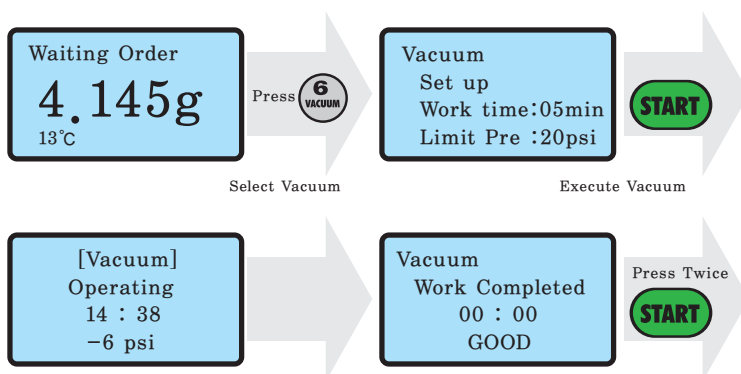 Waiting Order
4.145g
13℃
Press
6
VACUUM
Select Vacuum
Vacuum
Set up
Work time:05min
Limit Pre :20psi
START
Execute Vacuum
[Vacuum]
Operating
14 : 38
−6 psi
Vacuum
Work Completed
00 : 00
GOOD
Press Twice
START